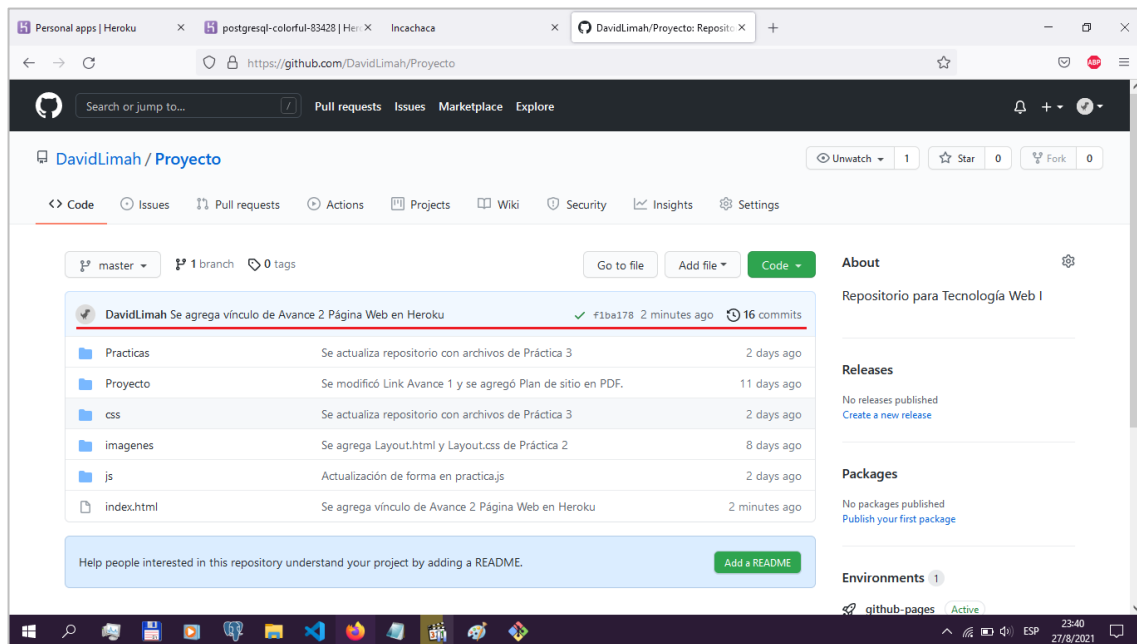 Personal apps | Heroku
postgresql-colorful-83428 | Her
Incachaca
DavidLimah/Proyecto: Reposito
https://github.com/DavidLimah/Proyecto
ABP
Search or jump to... /
Pull requests Issues Marketplace Explore
DavidLimah / Proyecto
Unwatch 1 Star 0 Fork 0
Code Issues Pull requests Actions Projects Wiki Security Insights Settings
master 1 branch 0 tags Go to file Add file Code
DavidLimah Se agrega vínculo de Avance 2 Página Web en Heroku f1ba178 2 minutes ago 16 commits
Practicas Se actualiza repositorio con archivos de Práctica 3 2 days ago
Proyecto Se modificó Link Avance 1 y se agregó Plan de sitio en PDF. 11 days ago
css Se actualiza repositorio con archivos de Práctica 3 2 days ago
imagenes Se agrega Layout.html y Layout.css de Práctica 2 8 days ago
js Actualización de forma en practica.js 2 days ago
index.html Se agrega vínculo de Avance 2 Página Web en Heroku 2 minutes ago
Help people interested in this repository understand your project by adding a README. Add a README
About
Repositorio para Tecnología Web I
Releases
No releases published
Create a new release
Packages
No packages published
Publish your first package
Environments 1
github-pages Active
ESP
23:40
27/8/2021